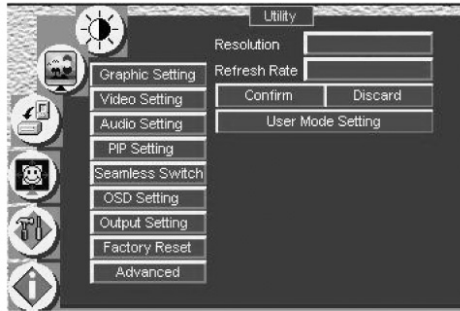 Utility
Resolution
Refresh Rate
Confirm Discard
User Mode Setting
Graphic Setting
Video Setting
Audio Setting
PIP Setting
Seamless Switch
OSD Setting
Output Setting
Factory Reset
Advanced